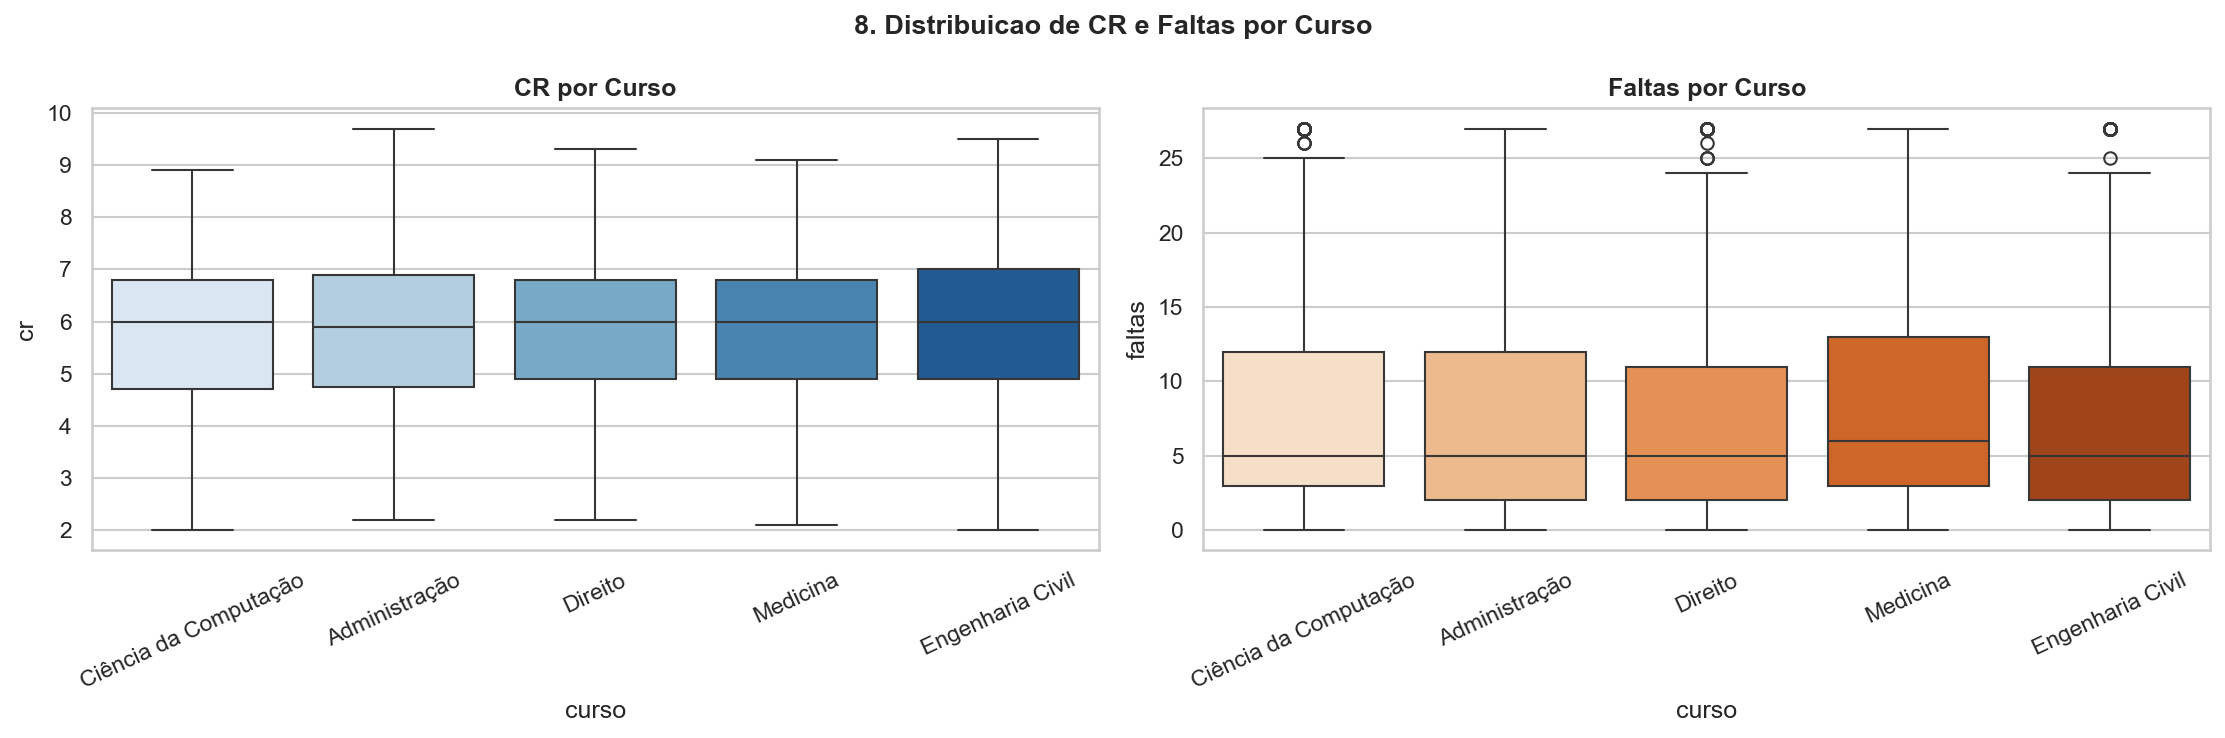 8. Distribuicao de CR e Faltas por Curso
CR por Curso
10
9
8
7
6
5
4
3
2
cr
Ciência da Computação
Administração
Direito
Medicina
Engenharia Civil
curso
Faltas por Curso
25
20
15
10
5
0
faltas
Ciência da Computação
Administração
Direito
Medicina
Engenharia Civil
curso